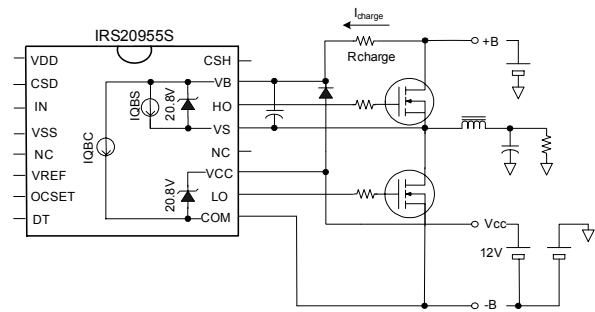 IRS20955S
Icharge
Rcharge
+B
VDD
CSD
IN
VSS
NC
VREF
OCSET
DT
CSH
VB
HO
VS
NC
VCC
LO
COM
IQBS
IQBC
20.8V
20.8V
Vcc
12V
-B